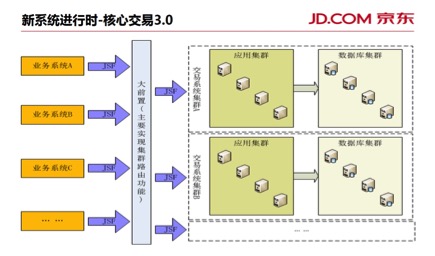 新系统进行时-核心交易3.0
JD.COM 京东
业务系统A
JSF
业务系统B
JSF
业务系统C
JSF
... ...
JSF
大前置(主要实现集群路由功能)
JSF
交易系统集群A
应用集群
数据库集群
JSF
交易系统集群B
应用集群
数据库集群
JSF
... ...